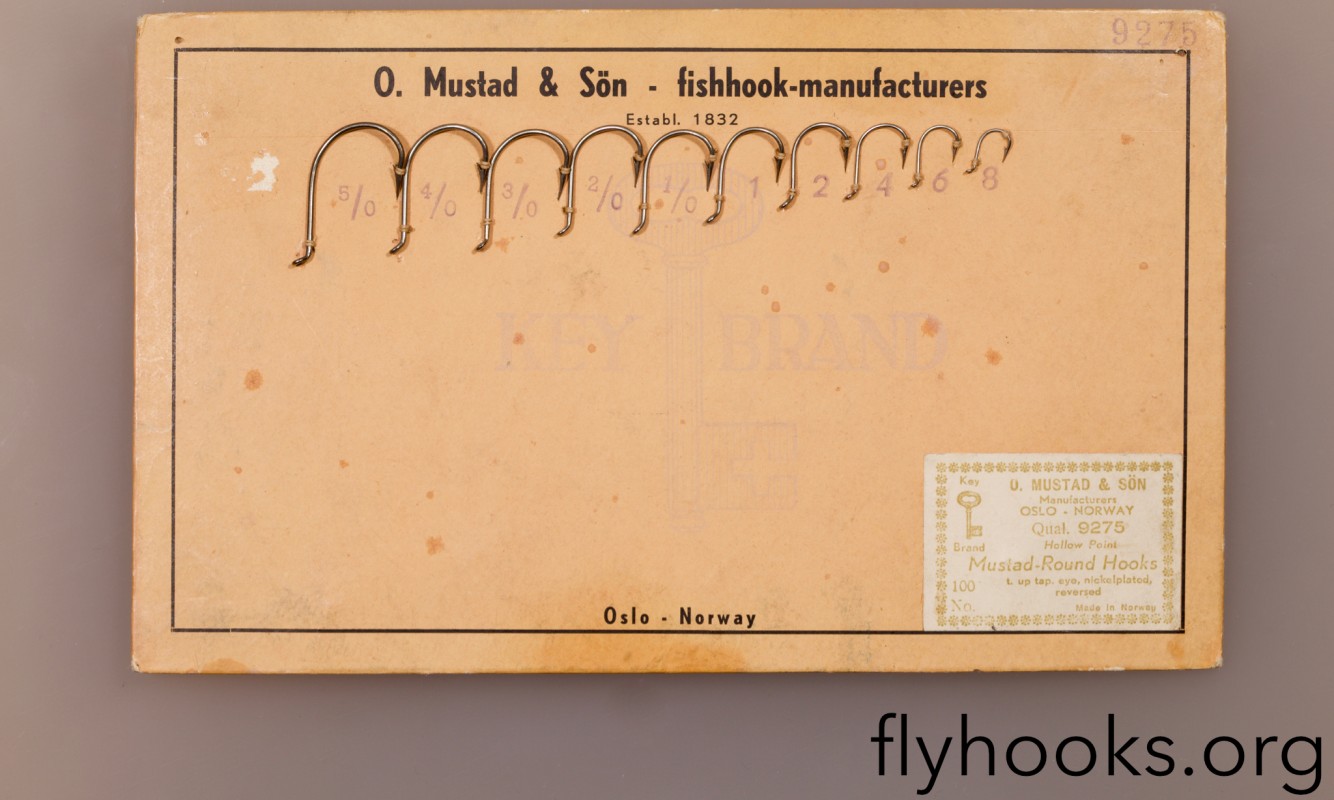 9275
O. Mustad & Sön - fishhook-manufacturers
Establ. 1832
5/0 4/0 3/0 2/0 1/0 1 2 4 6 8
KEY BRAND
Key
O. MUSTAD & SÖN
Manufacturers
OSLO - NORWAY
Qual. 9275
Brand
Hollow Point
Mustad-Round Hooks
100
t. up tap. eye, nickelplated,
reversed
No.
Made in Norway
Oslo - Norway
flyhooks.org